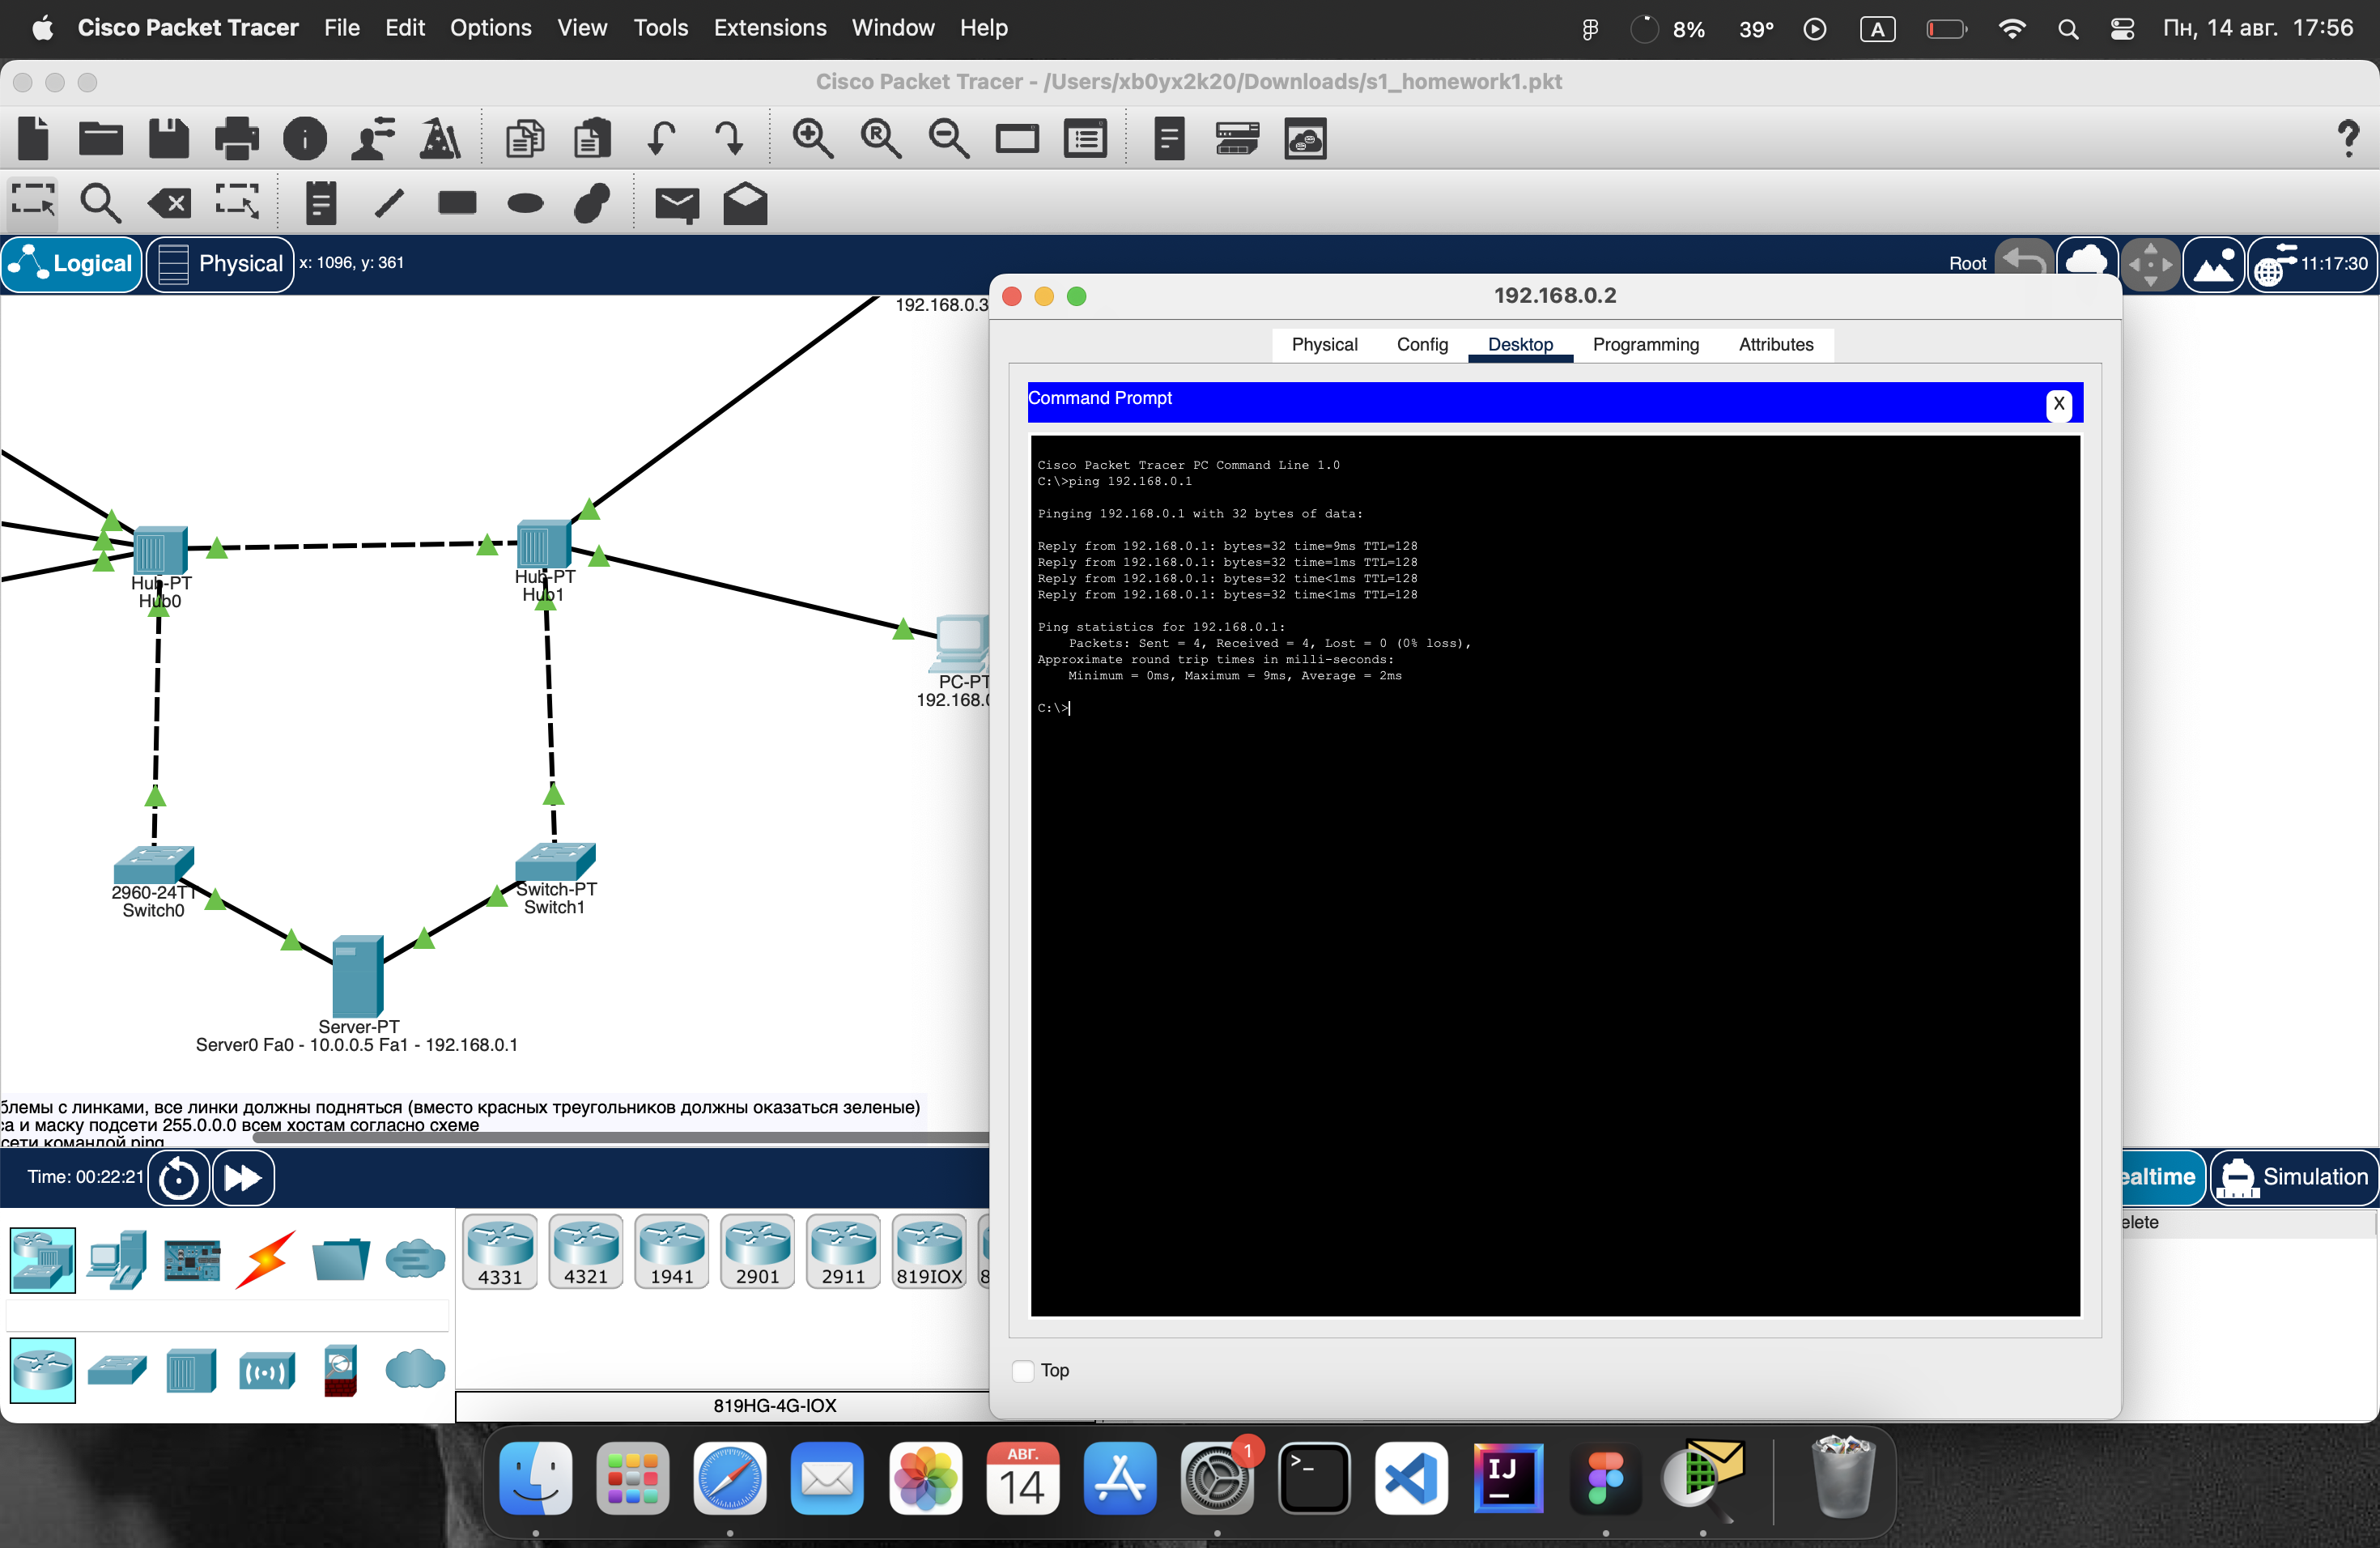 Cisco Packet Tracer File Edit Options View Tools Extensions Window Help 8% 39° A Пн, 14 авг. 17:56
Cisco Packet Tracer - /Users/xb0yx2k20/Downloads/s1_homework1.pkt
Logical Physical x: 1096, y: 361 Root 11:17:30
192.168.0.3
Hub-PT
Hub0
Hub-PT
Hub1
PC-PT
192.168.0
2960-24TT
Switch0
Switch-PT
Switch1
Server-PT
Server0 Fa0 - 10.0.0.5 Fa1 - 192.168.0.1
блемы с линками, все линки должны подняться (вместо красных треугольников должны оказаться зеленые)
са и маску подсети 255.0.0.0 всем хостам согласно схеме
сети командой ping
192.168.0.2
Physical Config Desktop Programming Attributes
Command Prompt X
Cisco Packet Tracer PC Command Line 1.0
C:\>ping 192.168.0.1
Pinging 192.168.0.1 with 32 bytes of data:
Reply from 192.168.0.1: bytes=32 time=9ms TTL=128
Reply from 192.168.0.1: bytes=32 time=1ms TTL=128
Reply from 192.168.0.1: bytes=32 time<1ms TTL=128
Reply from 192.168.0.1: bytes=32 time<1ms TTL=128
Ping statistics for 192.168.0.1:
Packets: Sent = 4, Received = 4, Lost = 0 (0% loss),
Approximate round trip times in milli-seconds:
Minimum = 0ms, Maximum = 9ms, Average = 2ms
C:\>
Top
Time: 00:22:21
ealtime Simulation
elete
4331 4321 1941 2901 2911 819IOX 8
819HG-4G-IOX
АВГ.
14
1
>_
IJ